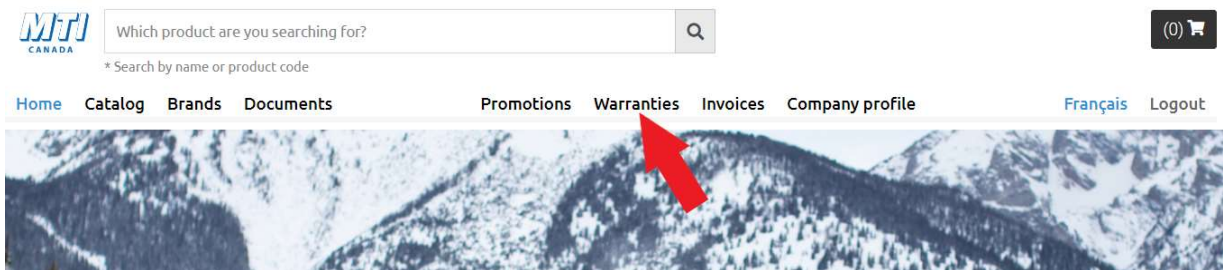 MTI
CANADA
Which product are you searching for?
(0)
* Search by name or product code
Home Catalog Brands Documents Promotions Warranties Invoices Company profile Français Logout